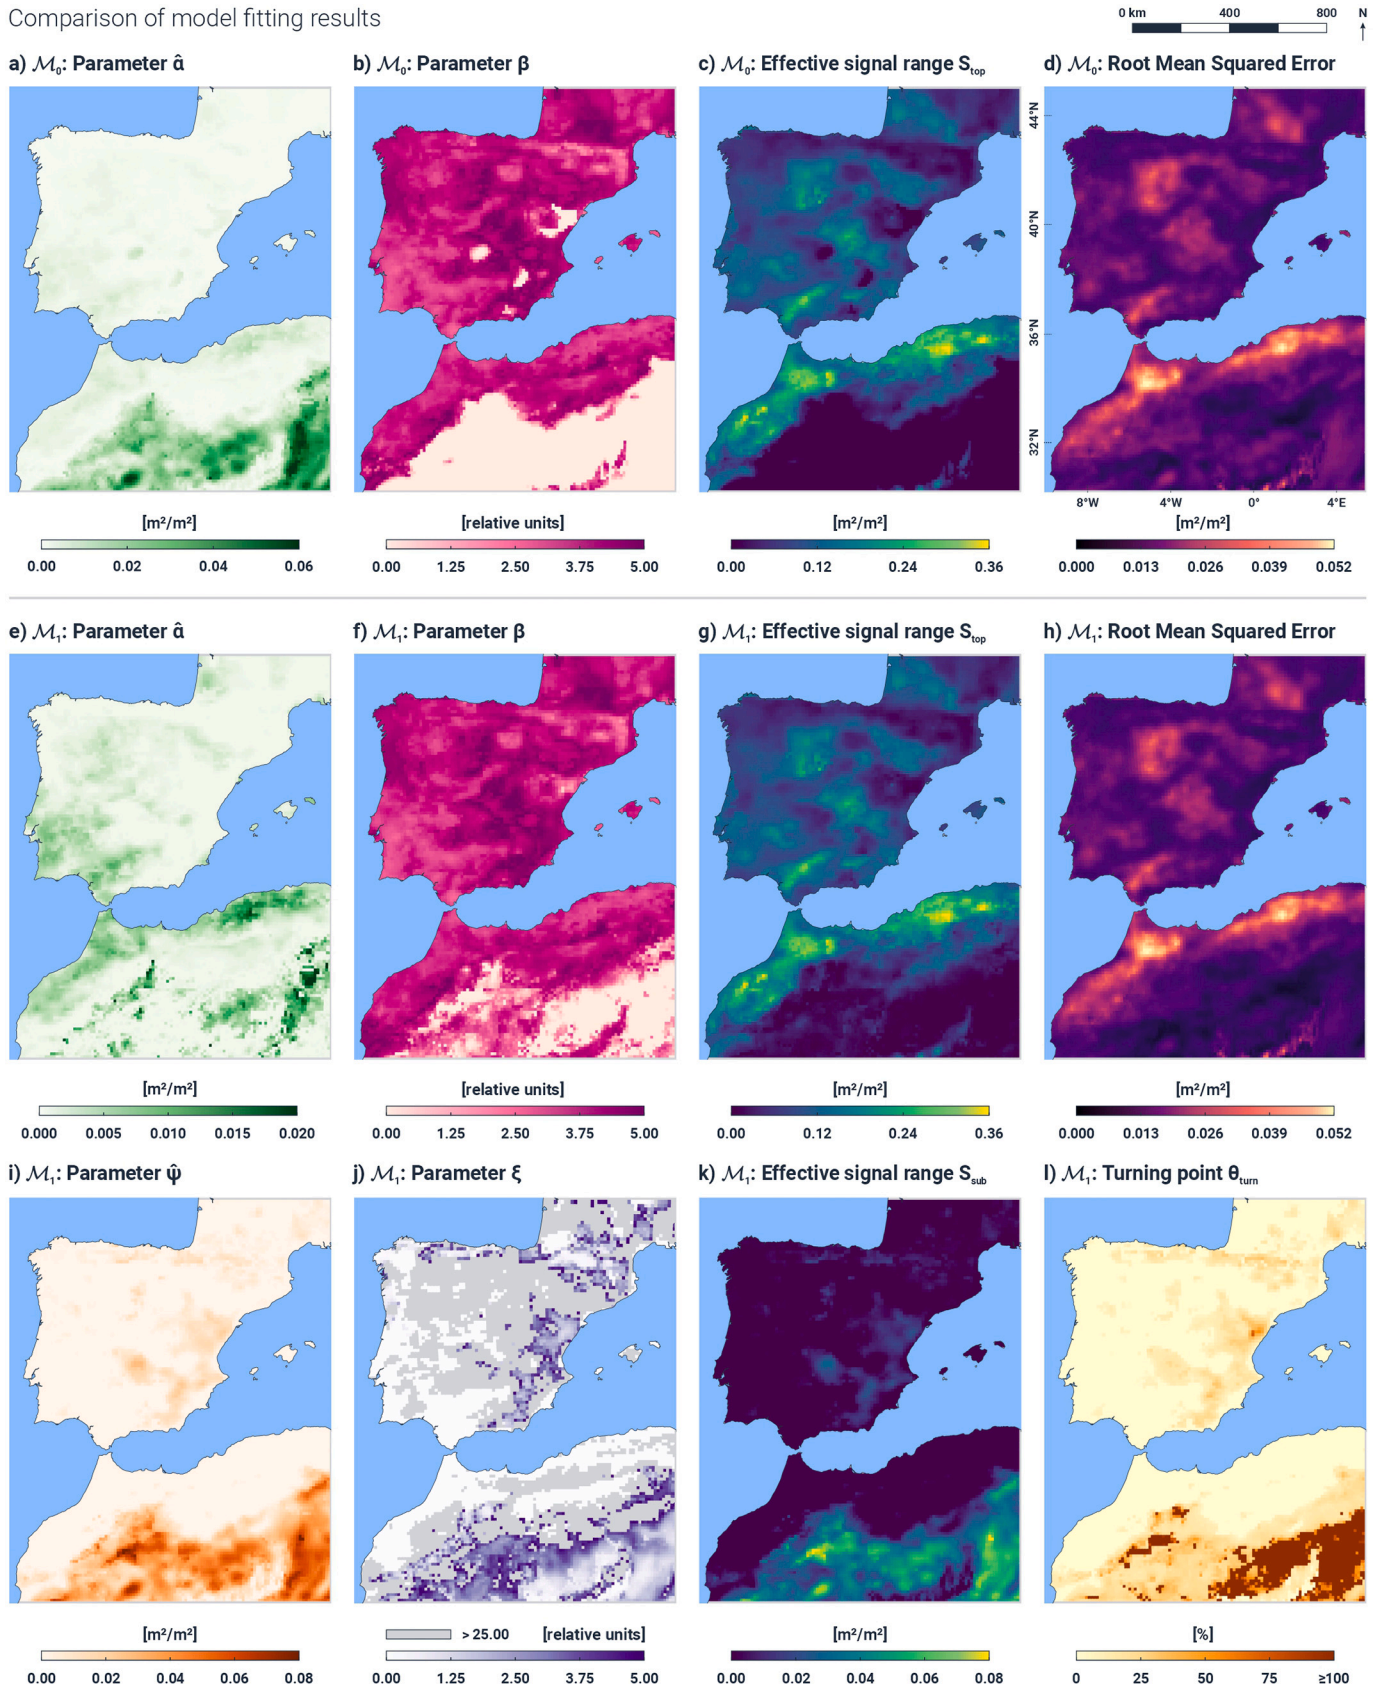 Comparison of model fitting results
0 km 400 800 N
a) ℳ₀: Parameter α̂
b) ℳ₀: Parameter β
c) ℳ₀: Effective signal range S_top
d) ℳ₀: Root Mean Squared Error
44°N
40°N
36°N
32°N
8°W 4°W 0° 4°E
[m²/m²]
0.00 0.02 0.04 0.06
[relative units]
0.00 1.25 2.50 3.75 5.00
[m²/m²]
0.00 0.12 0.24 0.36
[m²/m²]
0.000 0.013 0.026 0.039 0.052
e) ℳ₁: Parameter α̂
f) ℳ₁: Parameter β
g) ℳ₁: Effective signal range S_top
h) ℳ₁: Root Mean Squared Error
[m²/m²]
0.000 0.005 0.010 0.015 0.020
[relative units]
0.00 1.25 2.50 3.75 5.00
[m²/m²]
0.00 0.12 0.24 0.36
[m²/m²]
0.000 0.013 0.026 0.039 0.052
i) ℳ₁: Parameter ψ̂
j) ℳ₁: Parameter ξ
k) ℳ₁: Effective signal range S_sub
l) ℳ₁: Turning point θ_turn
[m²/m²]
0.00 0.02 0.04 0.06 0.08
> 25.00 [relative units]
0.00 1.25 2.50 3.75 5.00
[m²/m²]
0.00 0.02 0.04 0.06 0.08
[%]
0 25 50 75 ≥100